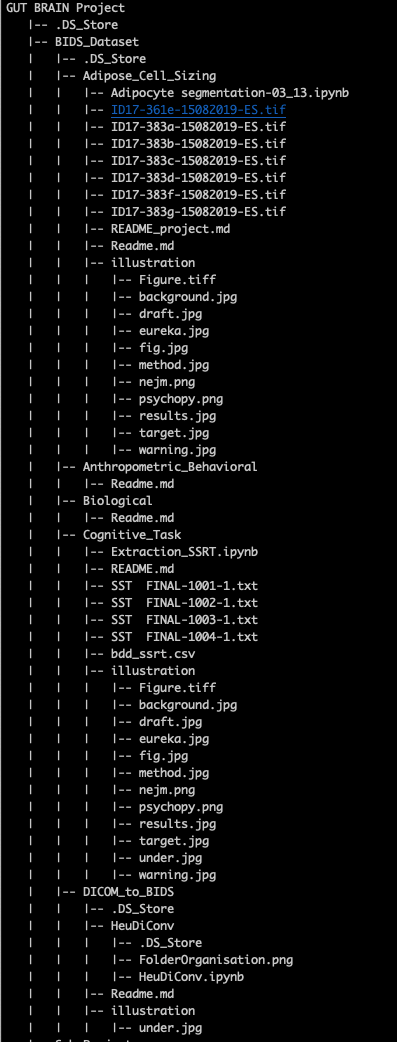 GUT BRAIN Project
|-- .DS_Store
|-- BIDS_Dataset
|   |-- .DS_Store
|   |-- Adipose_Cell_Sizing
|   |   |-- Adipocyte segmentation-03_13.ipynb
|   |   |-- ID17-361e-15082019-ES.tif
|   |   |-- ID17-383a-15082019-ES.tif
|   |   |-- ID17-383b-15082019-ES.tif
|   |   |-- ID17-383c-15082019-ES.tif
|   |   |-- ID17-383d-15082019-ES.tif
|   |   |-- ID17-383f-15082019-ES.tif
|   |   |-- ID17-383g-15082019-ES.tif
|   |   |-- README_project.md
|   |   |-- Readme.md
|   |   |-- illustration
|   |   |   |-- Figure.tiff
|   |   |   |-- background.jpg
|   |   |   |-- draft.jpg
|   |   |   |-- eureka.jpg
|   |   |   |-- fig.jpg
|   |   |   |-- method.jpg
|   |   |   |-- nejm.png
|   |   |   |-- psychopy.png
|   |   |   |-- results.jpg
|   |   |   |-- target.jpg
|   |   |   |-- warning.jpg
|   |-- Anthropometric_Behavioral
|   |   |-- Readme.md
|   |-- Biological
|   |   |-- Readme.md
|   |-- Cognitive_Task
|   |   |-- Extraction_SSRT.ipynb
|   |   |-- README.md
|   |   |-- SST  FINAL-1001-1.txt
|   |   |-- SST  FINAL-1002-1.txt
|   |   |-- SST  FINAL-1003-1.txt
|   |   |-- SST  FINAL-1004-1.txt
|   |   |-- bdd_ssrt.csv
|   |   |-- illustration
|   |   |   |-- Figure.tiff
|   |   |   |-- background.jpg
|   |   |   |-- draft.jpg
|   |   |   |-- eureka.jpg
|   |   |   |-- fig.jpg
|   |   |   |-- method.jpg
|   |   |   |-- nejm.png
|   |   |   |-- psychopy.png
|   |   |   |-- results.jpg
|   |   |   |-- target.jpg
|   |   |   |-- under.jpg
|   |   |   |-- warning.jpg
|   |-- DICOM_to_BIDS
|   |   |-- .DS_Store
|   |   |-- HeuDiConv
|   |   |   |-- .DS_Store
|   |   |   |-- FolderOrganisation.png
|   |   |   |-- HeuDiConv.ipynb
|   |   |-- Readme.md
|   |   |-- illustration
|   |   |   |-- under.jpg